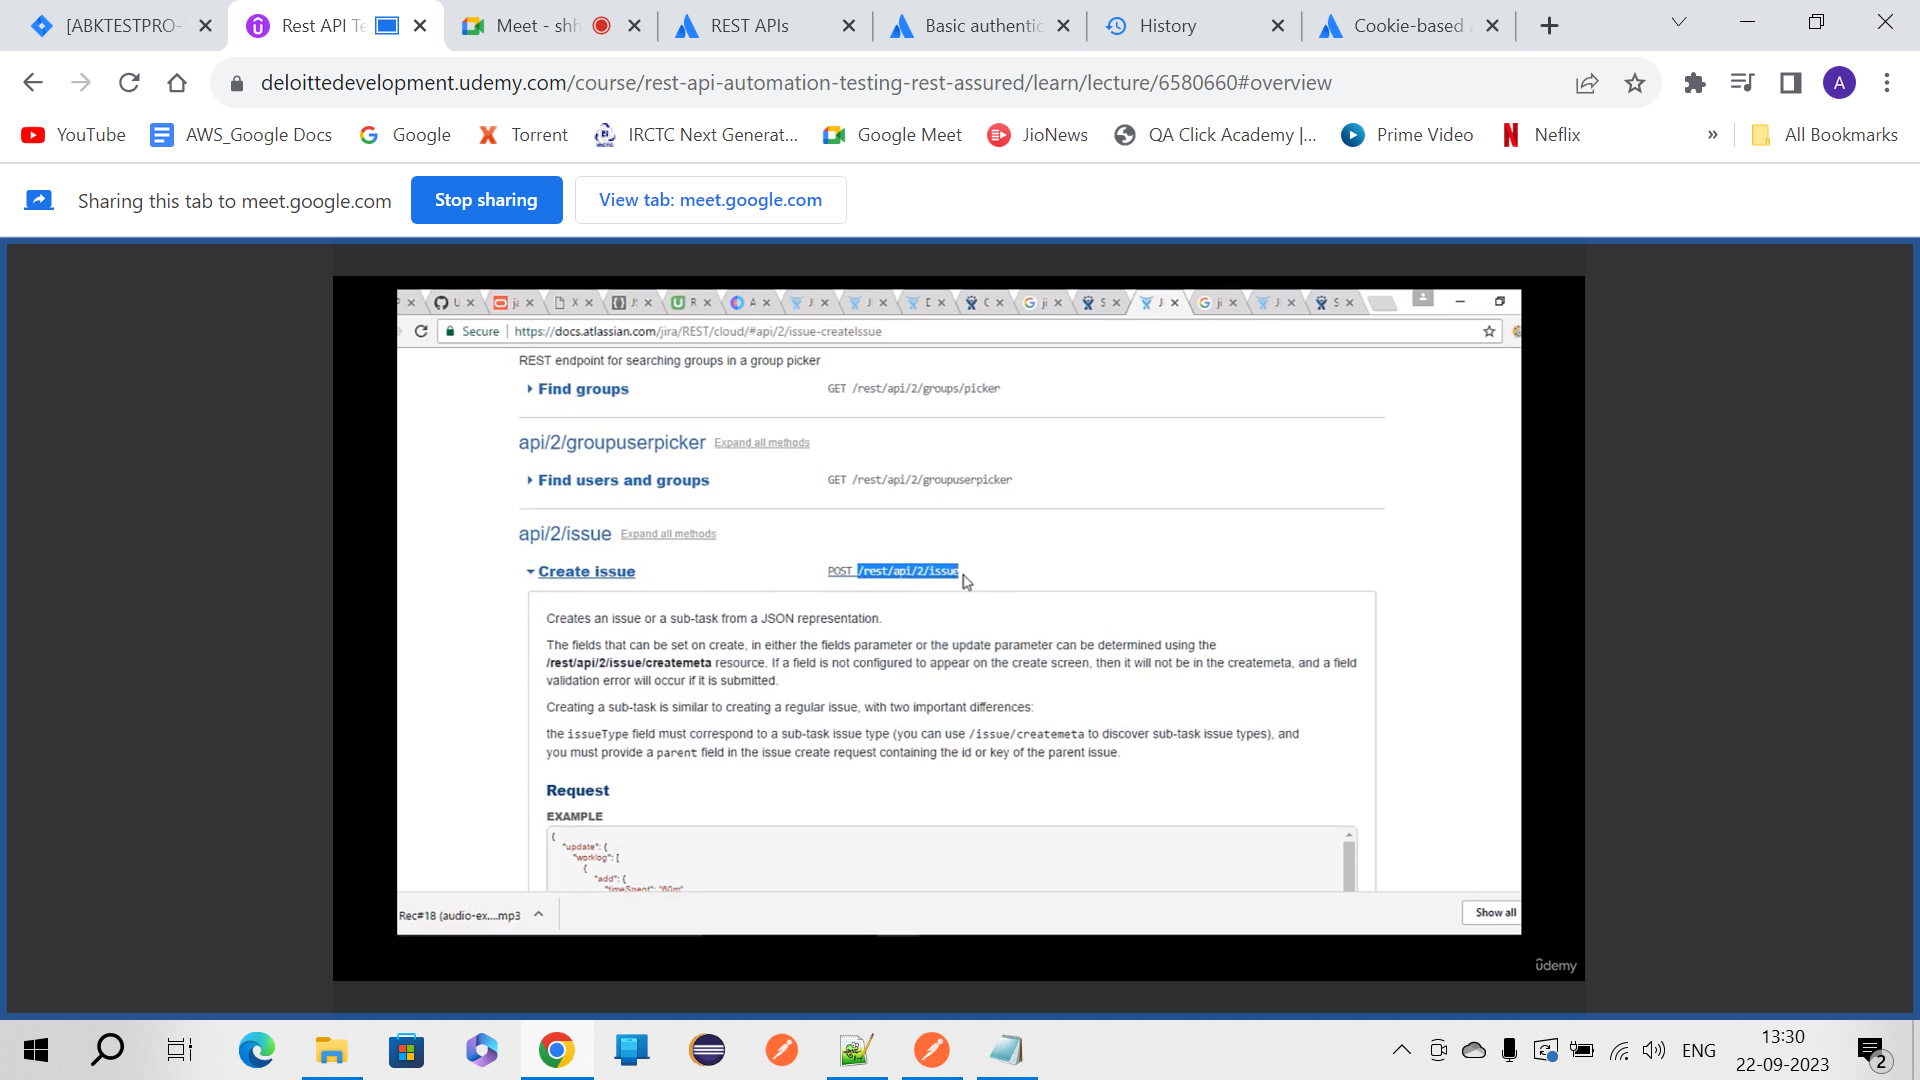 [ABKTESTPRO-
Rest API Te
Meet - shh
REST APIs
Basic authentic
History
Cookie-based a
deloittedevelopment.udemy.com/course/rest-api-automation-testing-rest-assured/learn/lecture/6580660#overview
A
YouTube
AWS_Google Docs
Google
Torrent
IRCTC Next Generat...
Google Meet
JioNews
QA Click Academy |...
Prime Video
Neflix
»
All Bookmarks
Sharing this tab to meet.google.com
Stop sharing
View tab: meet.google.com
Secure
https://docs.atlassian.com/jira/REST/cloud/#api/2/issue-createIssue
REST endpoint for searching groups in a group picker
Find groups
GET /rest/api/2/groups/picker
api/2/groupuserpicker Expand all methods
Find users and groups
GET /rest/api/2/groupuserpicker
api/2/issue Expand all methods
Create issue
POST /rest/api/2/issue
Creates an issue or a sub-task from a JSON representation.
The fields that can be set on create, in either the fields parameter or the update parameter can be determined using the
/rest/api/2/issue/createmeta resource. If a field is not configured to appear on the create screen, then it will not be in the createmeta, and a field
validation error will occur if it is submitted.
Creating a sub-task is similar to creating a regular issue, with two important differences:
the issueType field must correspond to a sub-task issue type (you can use /issue/createmeta to discover sub-task issue types), and
you must provide a parent field in the issue create request containing the id or key of the parent issue.
Request
EXAMPLE
{
"update": {
"worklog": [
{
"add": {
"timeSpent": "60m"
Rec#18 (audio-ex....mp3
Show all
ûdemy
ENG
13:30
22-09-2023
2